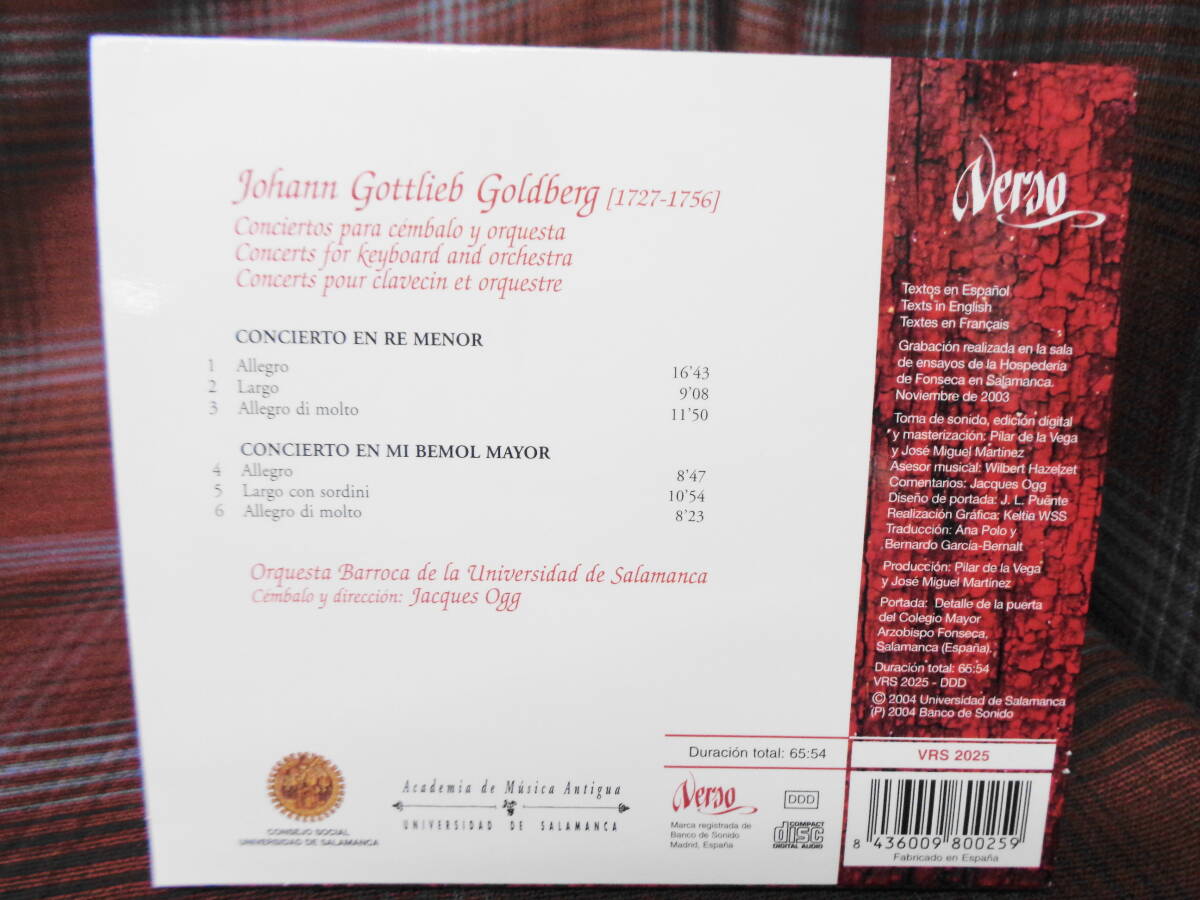 Johann Gottlieb Goldberg [1727-1756]
Conciertos para cémbalo y orquesta
Concerts for keyboard and orchestra
Concerts pour clavecin et orquestre
CONCIERTO EN RE MENOR
1 Allegro 16'43
2 Largo 9'08
3 Allegro di molto 11'50
CONCIERTO EN MI BEMOL MAYOR
4 Allegro 8'47
5 Largo con sordini 10'54
6 Allegro di molto 8'23
Orquesta Barroca de la Universidad de Salamanca
Cémbalo y dirección: Jacques Ogg
CONSEJO SOCIAL
UNIVERSIDAD DE SALAMANCA
Academia de Música Antigua
UNIVERSIDAD DE SALAMANCA
Verso
Textos en Español
Texts in English
Textes en Français
Grabación realizada en la sala
de ensayos de la Hospedería
de Fonseca en Salamanca.
Noviembre de 2003
Toma de sonido, edición digital
y masterización: Pilar de la Vega
y José Miguel Martínez
Asesor musical: Wilbert Hazelzet
Comentarios: Jacques Ogg
Diseño de portada: J. L. Puente
Realización Gráfica: Keltia WSS
Traducción: Ana Polo y
Bernardo García-Bernalt
Producción: Pilar de la Vega
y José Miguel Martínez
Portada: Detalle de la puerta
del Colegio Mayor
Arzobispo Fonseca,
Salamanca (España).
Duración total: 65:54
VRS 2025 - DDD
© 2004 Universidad de Salamanca
(P) 2004 Banco de Sonido
Duración total: 65:54
VRS 2025
Verso
Marca registrada de
Banco de Sonido
Madrid, España
DDD
COMPACT
disc
DIGITAL AUDIO
8 436009 800259
Fabricado en España